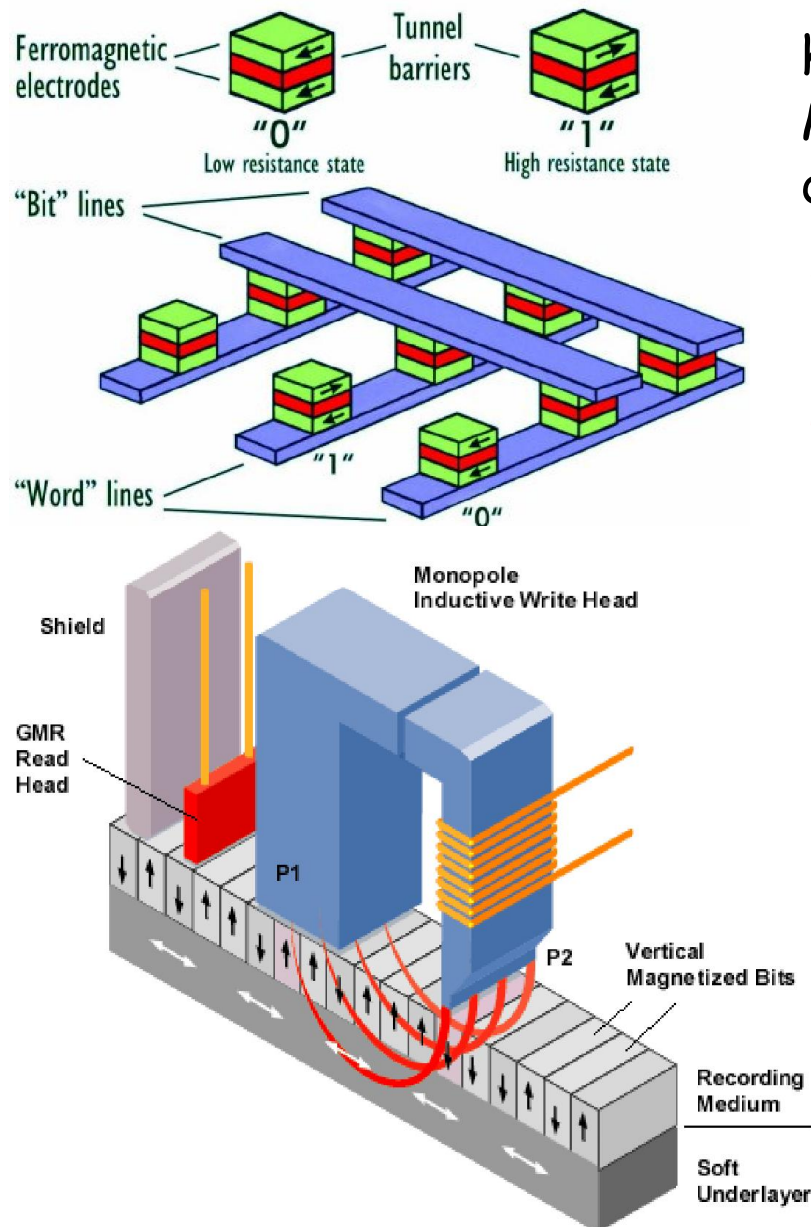 Ferromagnetic
electrodes
Tunnel
barriers
"0"
Low resistance state
"1"
High resistance state
"Bit" lines
"1"
"Word" lines
"0"
Monopole
Inductive Write Head
Shield
GMR
Read
Head
P1
P2
Vertical
Magnetized Bits
Recording
Medium
Soft
Underlayer